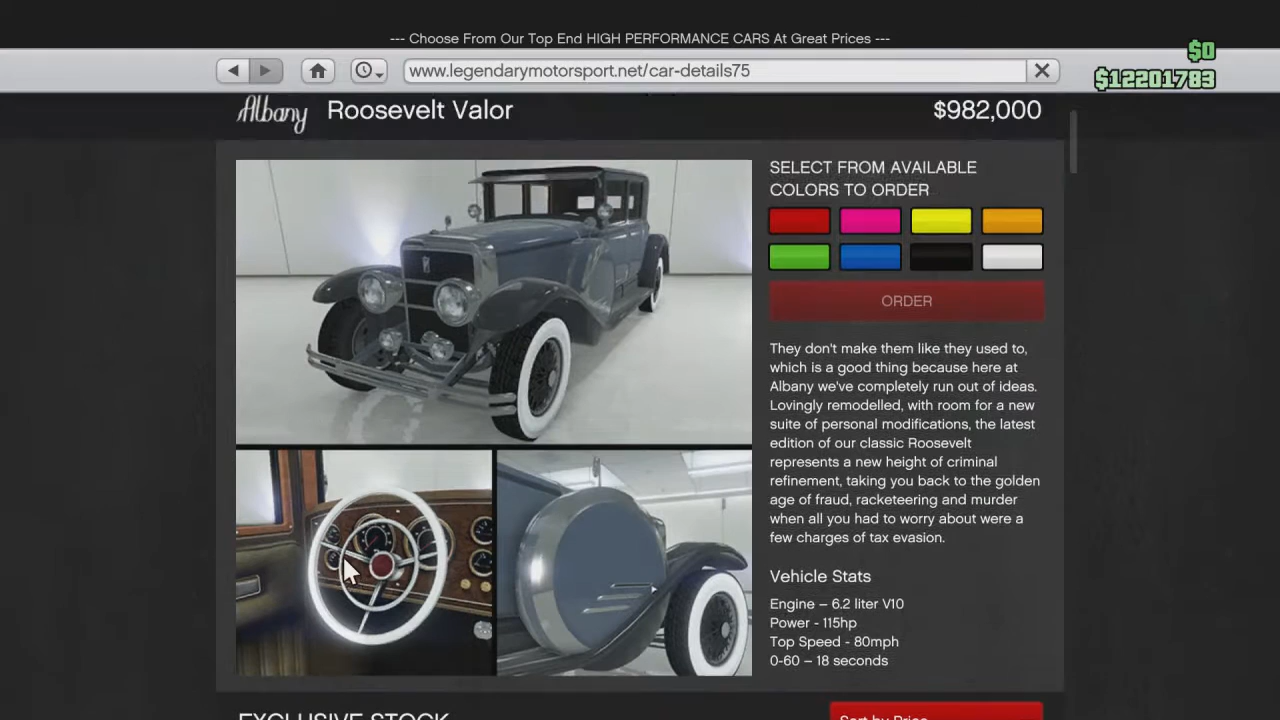 --- Choose From Our Top End HIGH PERFORMANCE CARS At Great Prices ---
$0
www.legendarymotorsport.net/car-details75
$12201783
Albany Roosevelt Valor $982,000
SELECT FROM AVAILABLE
COLORS TO ORDER
ORDER
They don't make them like they used to,
which is a good thing because here at
Albany we've completely run out of ideas.
Lovingly remodelled, with room for a new
suite of personal modifications, the latest
edition of our classic Roosevelt
represents a new height of criminal
refinement, taking you back to the golden
age of fraud, racketeering and murder
when all you had to worry about were a
few charges of tax evasion.
Vehicle Stats
Engine – 6.2 liter V10
Power - 115hp
Top Speed - 80mph
0-60 – 18 seconds
EXCLUSIVE STOCK
Sort by Price